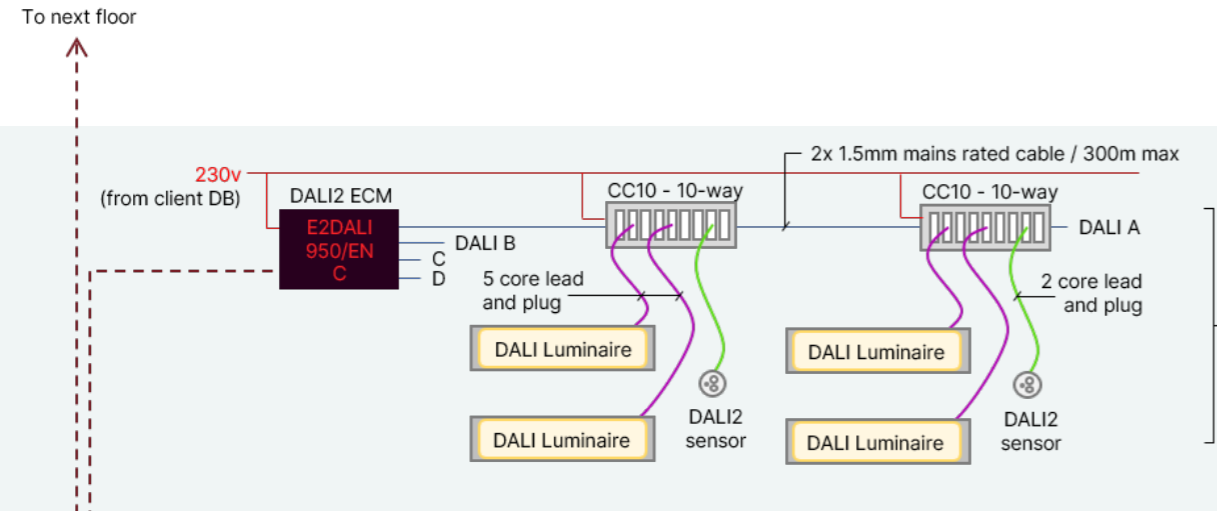 To next floor
2x 1.5mm mains rated cable / 300m max
230v
(from client DB)
DALI2 ECM
CC10 - 10-way
CC10 - 10-way
E2DALI
950/EN
C
DALI B
C
D
DALI A
5 core lead
and plug
2 core lead
and plug
DALI Luminaire
DALI Luminaire
DALI2
sensor
DALI2
sensor
DALI Luminaire
DALI Luminaire